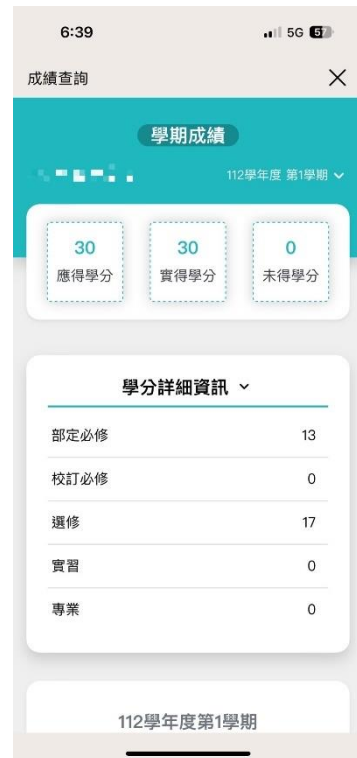 6:39
5G 57
成績查詢
學期成績
112學年度 第1學期
30
30
0
應得學分
實得學分
未得學分
學分詳細資訊
部定必修 13
校訂必修 0
選修 17
實習 0
專業 0
112學年度第1學期